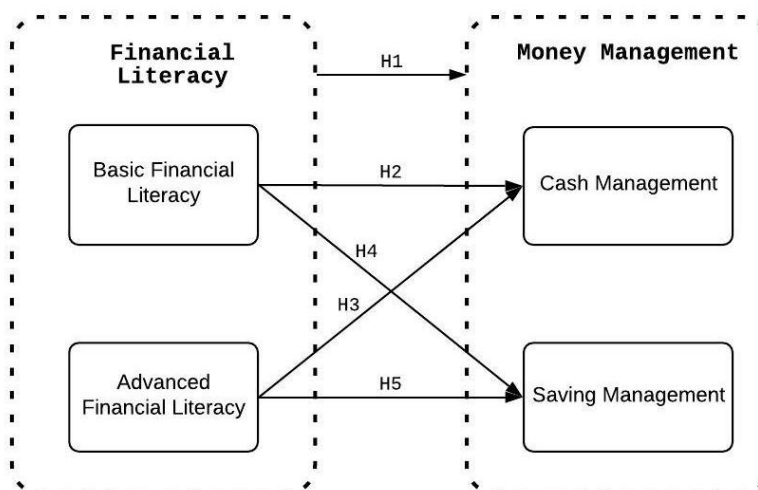 Financial
Literacy
H1
Money Management
Basic Financial
Literacy
H2
Cash Management
H4
H3
Advanced
Financial Literacy
H5
Saving Management